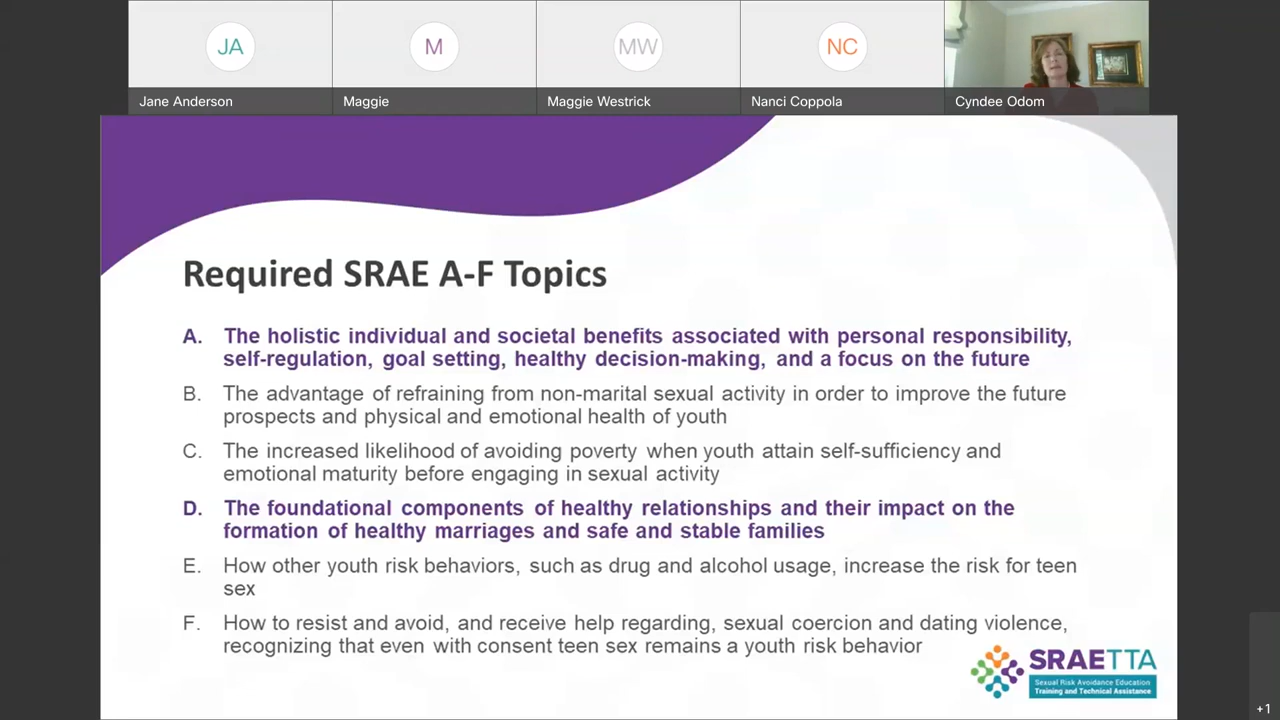 JA
M
MW
NC
Jane Anderson
Maggie
Maggie Westrick
Nanci Coppola
Cyndee Odom
Required SRAE A-F Topics
A. The holistic individual and societal benefits associated with personal responsibility,
self-regulation, goal setting, healthy decision-making, and a focus on the future
B. The advantage of refraining from non-marital sexual activity in order to improve the future
prospects and physical and emotional health of youth
C. The increased likelihood of avoiding poverty when youth attain self-sufficiency and
emotional maturity before engaging in sexual activity
D. The foundational components of healthy relationships and their impact on the
formation of healthy marriages and safe and stable families
E. How other youth risk behaviors, such as drug and alcohol usage, increase the risk for teen
sex
F. How to resist and avoid, and receive help regarding, sexual coercion and dating violence,
recognizing that even with consent teen sex remains a youth risk behavior
SRAETTA
Sexual Risk Avoidance Education
Training and Technical Assistance
+1